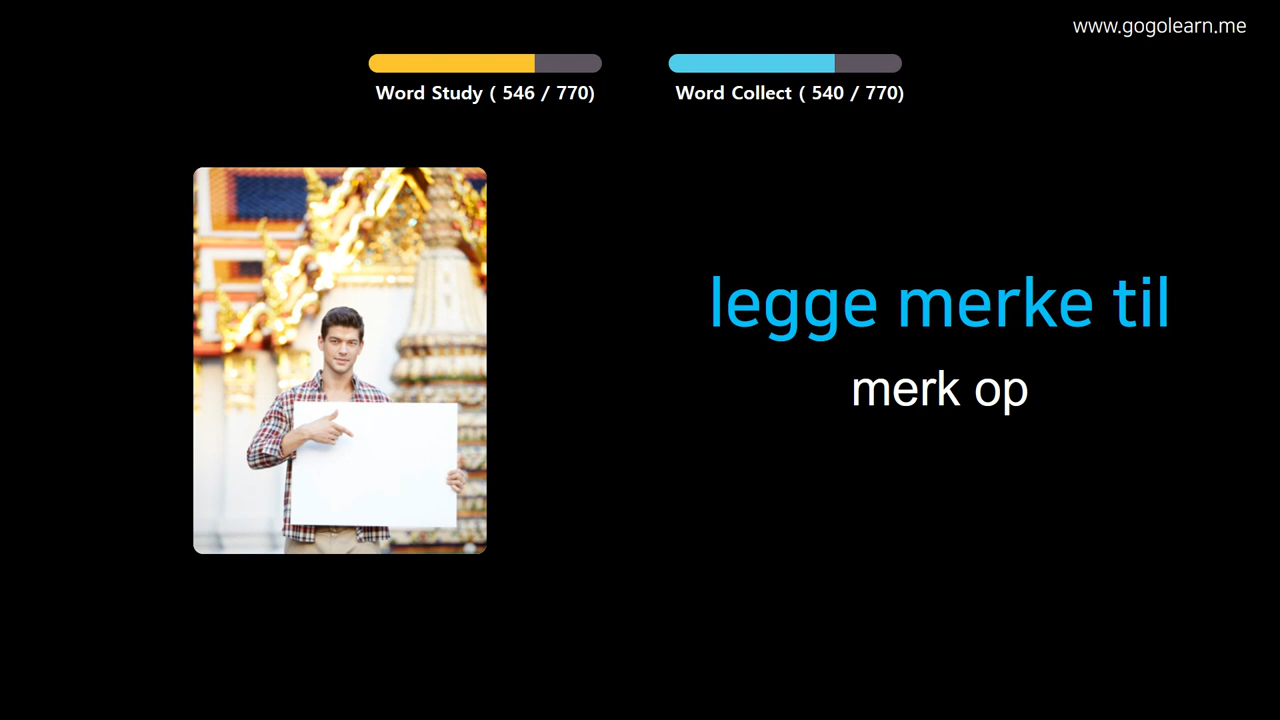 www.gogolearn.me
Word Study ( 546 / 770)
Word Collect ( 540 / 770)
legge merke til
merk op